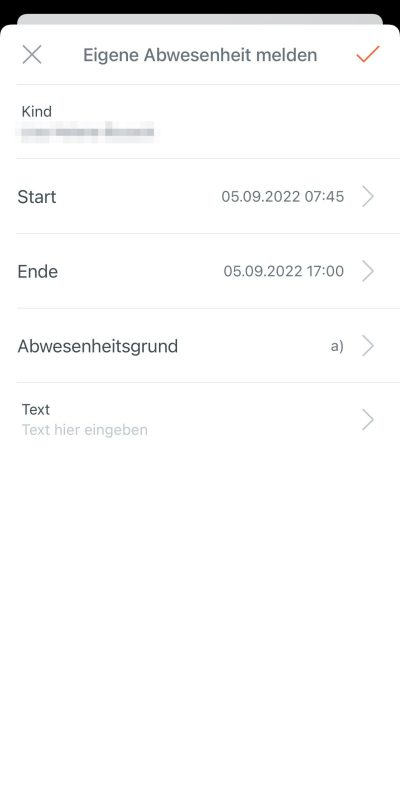 Eigene Abwesenheit melden
Kind
Start 05.09.2022 07:45
Ende 05.09.2022 17:00
Abwesenheitsgrund a)
Text
Text hier eingeben